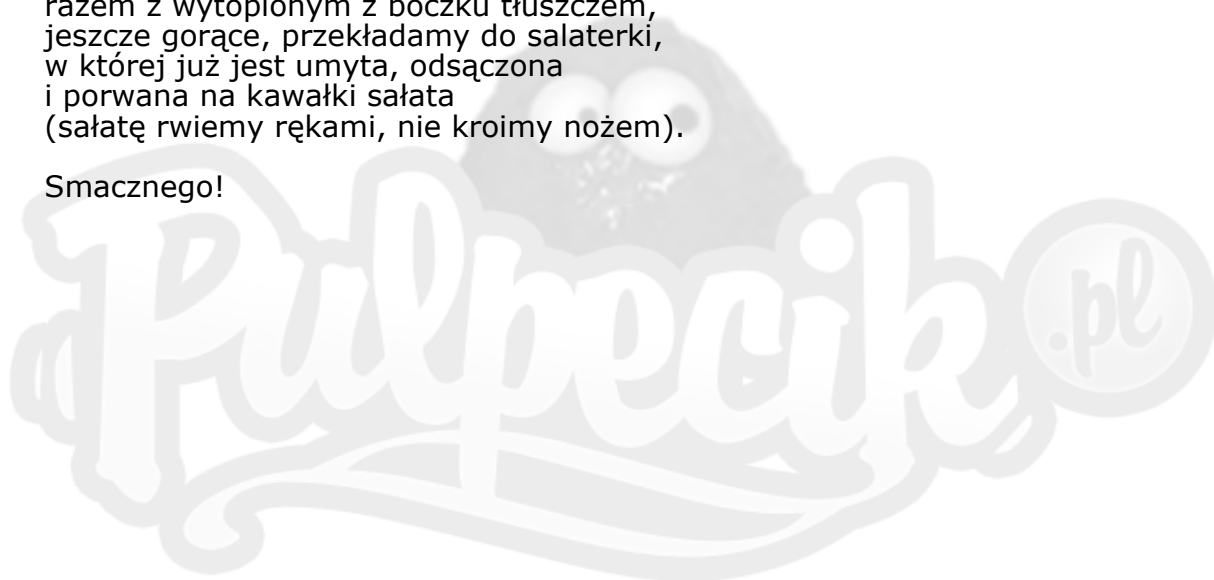 razem z wytopionym z boczku tłuszczem,
jeszcze gorące, przekładamy do salaterki,
w której już jest umyta, odsączona
i porwana na kawałki sałata
(sałatę rwiemy rękami, nie kroimy nożem).
Smacznego!
Pulpecik.pl